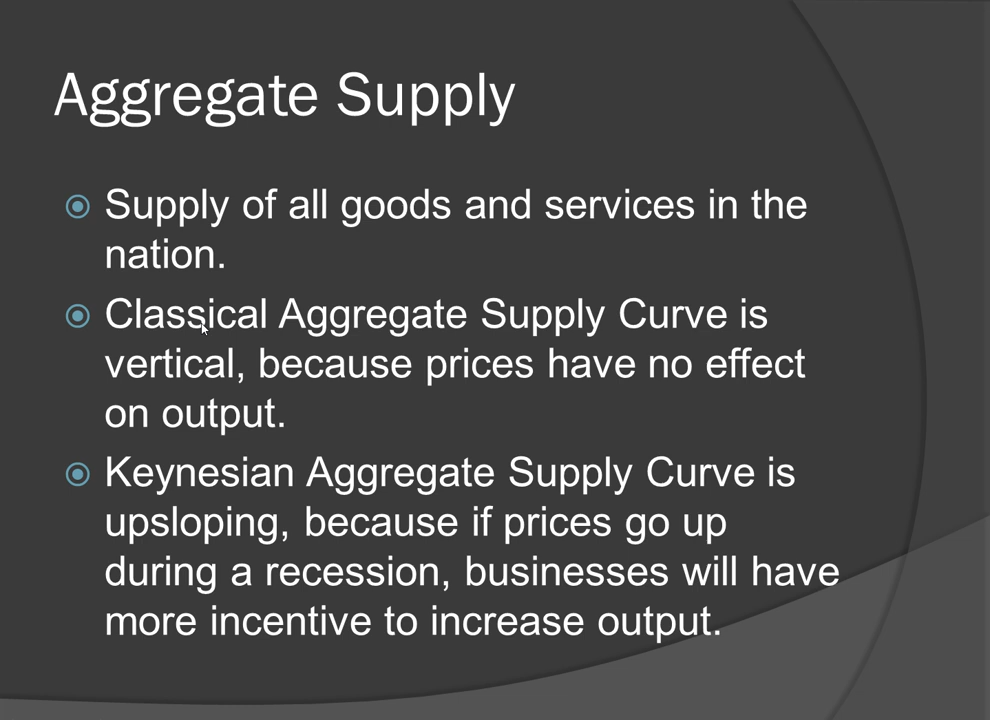 Aggregate Supply
Supply of all goods and services in the
nation.
Classical Aggregate Supply Curve is
vertical, because prices have no effect
on output.
Keynesian Aggregate Supply Curve is
upsloping, because if prices go up
during a recession, businesses will have
more incentive to increase output.